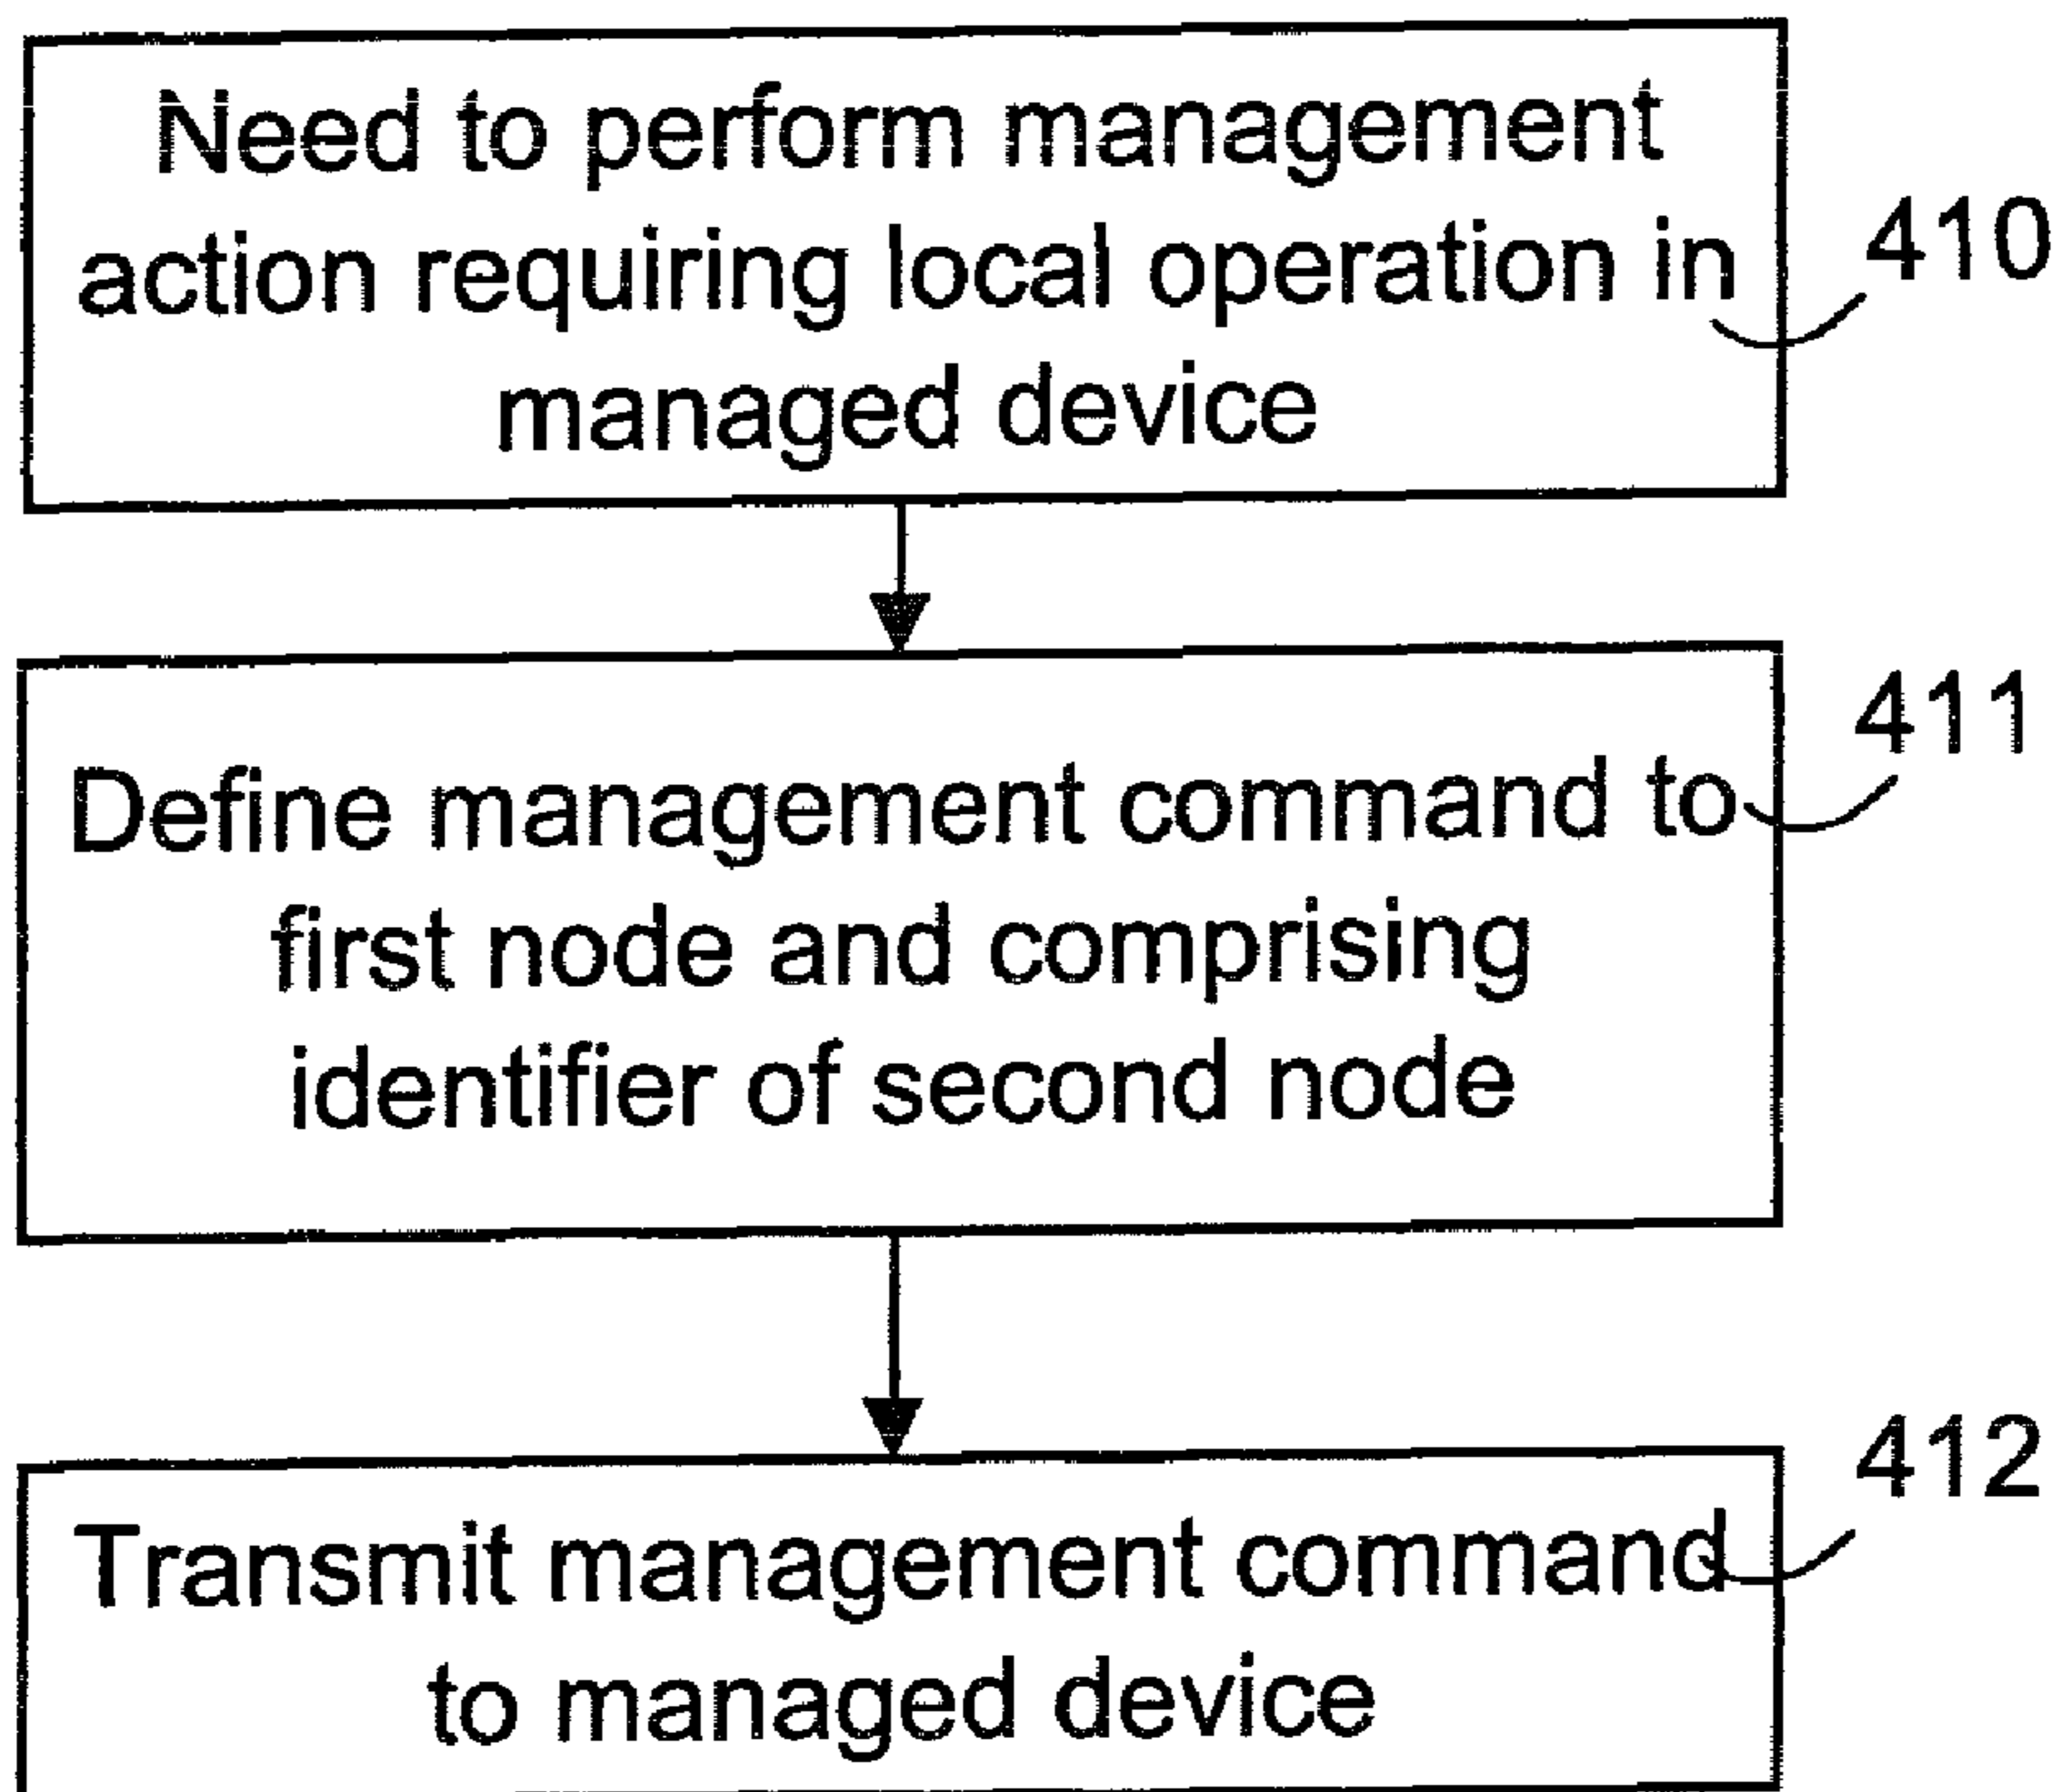 Need to perform management
action requiring local operation in
managed device
410
Define management command to
first node and comprising
identifier of second node
411
Transmit management command
to managed device
412